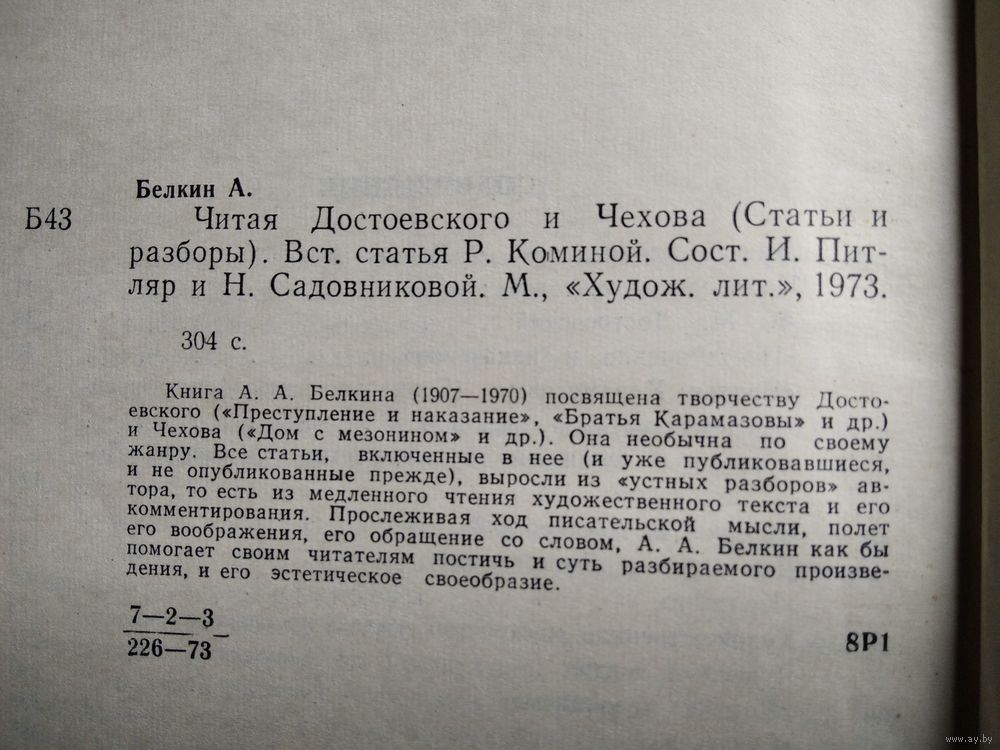 Белкин А.
Б43 Читая Достоевского и Чехова (Статьи и
разборы). Вст. статья Р. Коминой. Сост. И. Пит-
ляр и Н. Садовниковой. М., «Худож. лит.», 1973.
304 с.
Книга А. А. Белкина (1907—1970) посвящена творчеству Досто-
евского («Преступление и наказание», «Братья Карамазовы» и др.)
и Чехова («Дом с мезонином» и др.). Она необычна по своему
жанру. Все статьи, включенные в нее (и уже публиковавшиеся,
и не опубликованные прежде), выросли из «устных разборов» ав-
тора, то есть из медленного чтения художественного текста и его
комментирования. Прослеживая ход писательской мысли, полет
его воображения, его обращение со словом, А. А. Белкин как бы
помогает своим читателям постичь и суть разбираемого произве-
дения, и его эстетическое своеобразие.
7—2—3
226—73
8Р1
www.ay.by